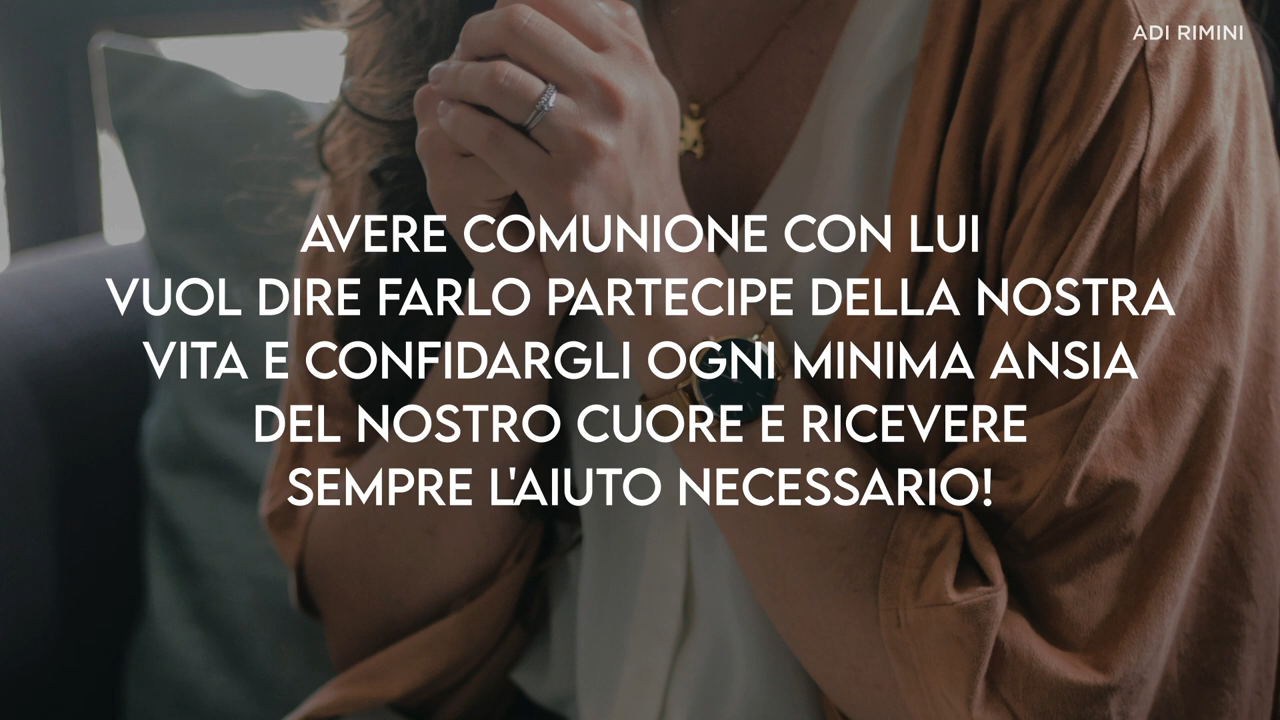 ADI RIMINI
AVERE COMUNIONE CON LUI
VUOL DIRE FARLO PARTECIPE DELLA NOSTRA
VITA E CONFIDARGLI OGNI MINIMA ANSIA
DEL NOSTRO CUORE E RICEVERE
SEMPRE L'AIUTO NECESSARIO!